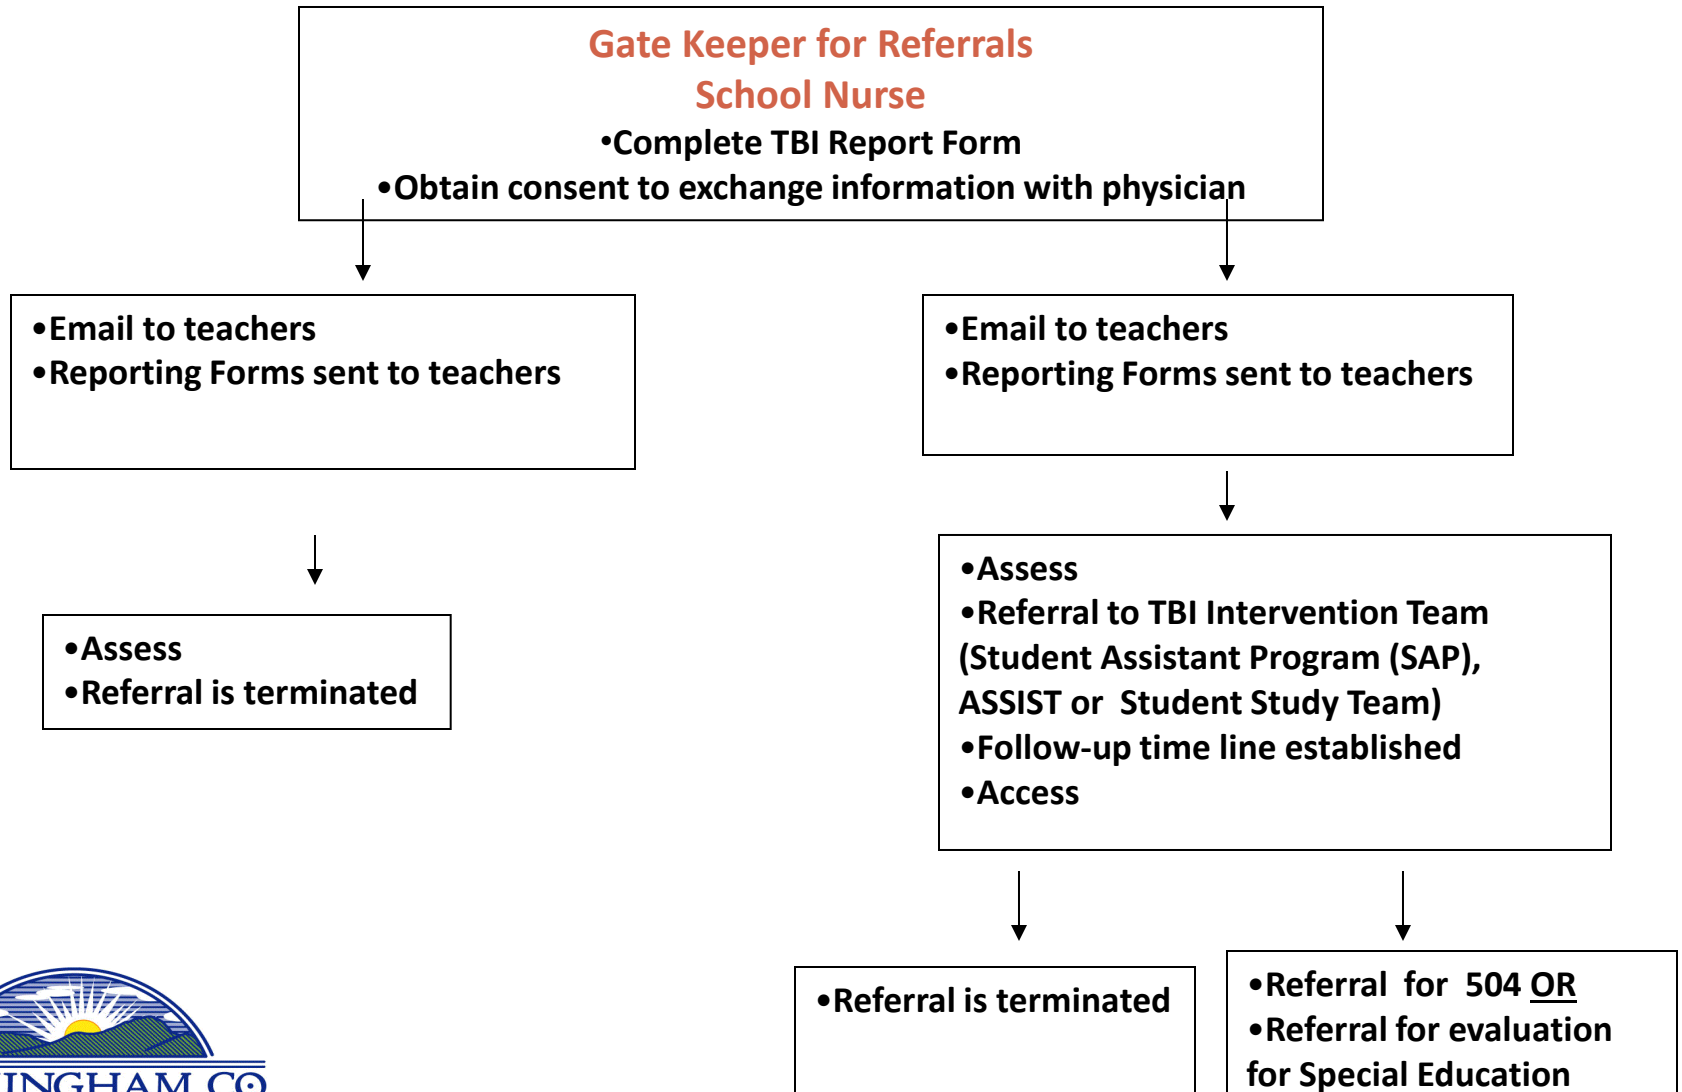 Gate Keeper for Referrals
School Nurse
•Complete TBI Report Form
•Obtain consent to exchange information with physician
•Email to teachers
•Reporting Forms sent to teachers
•Email to teachers
•Reporting Forms sent to teachers
•Assess
•Referral is terminated
•Assess
•Referral to TBI Intervention Team
(Student Assistant Program (SAP),
ASSIST or Student Study Team)
•Follow-up time line established
•Access
•Referral is terminated
•Referral for 504 OR
•Referral for evaluation
for Special Education
INGHAM CO